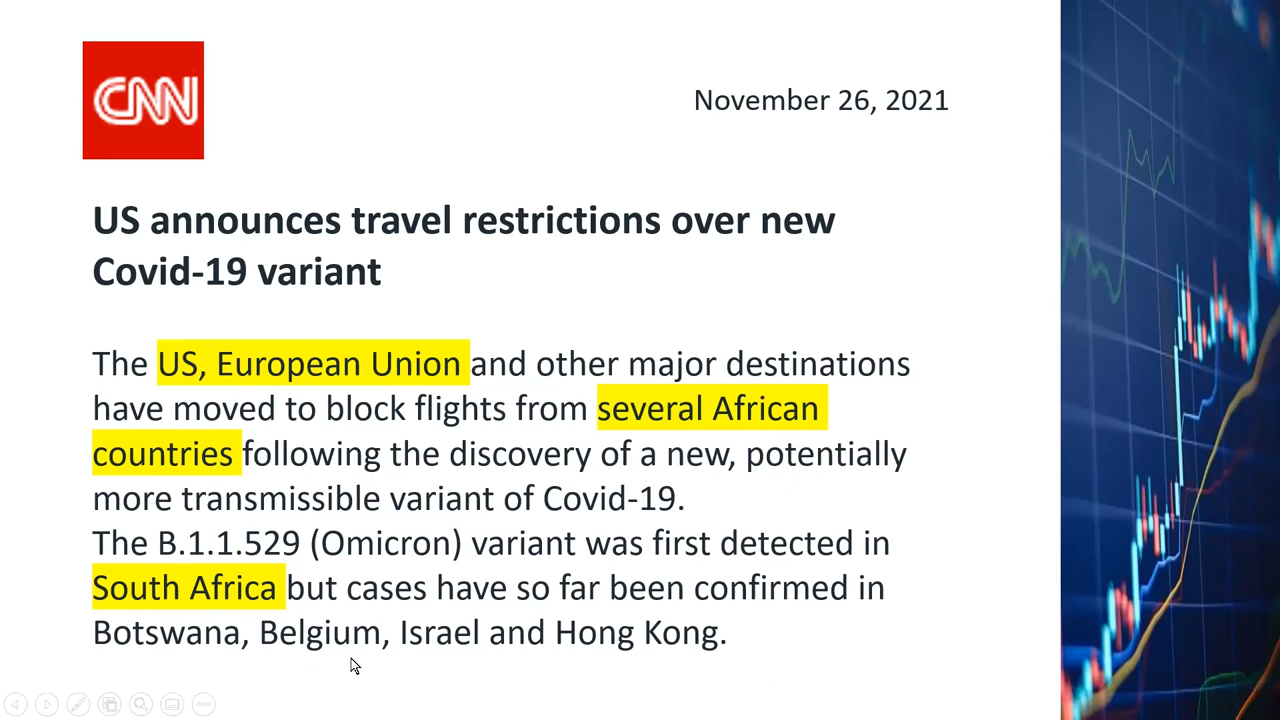 CNN
November 26, 2021
US announces travel restrictions over new
Covid-19 variant
The US, European Union and other major destinations
have moved to block flights from several African
countries following the discovery of a new, potentially
more transmissible variant of Covid-19.
The B.1.1.529 (Omicron) variant was first detected in
South Africa but cases have so far been confirmed in
Botswana, Belgium, Israel and Hong Kong.